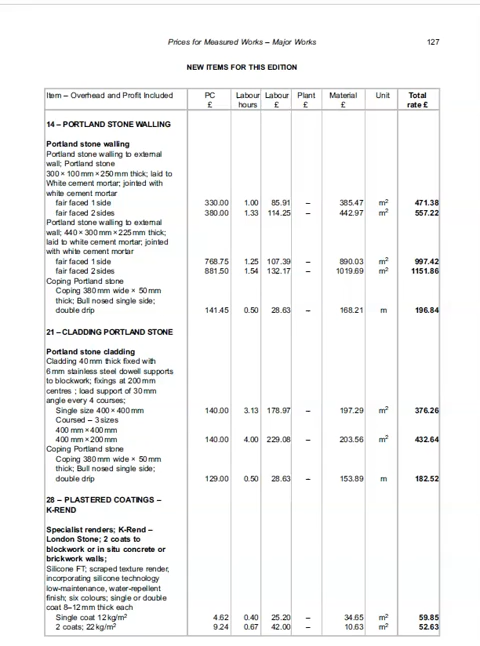 Prices for Measured Works – Major Works 127
NEW ITEMS FOR THIS EDITION
Item – Overhead and Profit Included PC £ Labour hours Labour £ Plant £ Material £ Unit Total rate £
14 – PORTLAND STONE WALLING
Portland stone walling
Portland stone walling to external
wall; Portland stone
300 × 100 mm × 250 mm thick; laid to
White cement mortar; jointed with
white cement mortar
fair faced 1 side 330.00 1.00 85.91 – 385.47 m² 471.38
fair faced 2 sides 380.00 1.33 114.25 – 442.97 m² 557.22
Portland stone walling to external
wall; 440 × 300 mm × 225 mm thick;
laid to white cement mortar; jointed
with white cement mortar
fair faced 1 side 768.75 1.25 107.39 – 890.03 m² 997.42
fair faced 2 sides 881.50 1.54 132.17 – 1019.69 m² 1151.86
Coping Portland stone
Coping 380 mm wide × 50 mm
thick; Bull nosed single side;
double drip 141.45 0.50 28.63 – 168.21 m 196.84
21 – CLADDING PORTLAND STONE
Portland stone cladding
Cladding 40 mm thick fixed with
6 mm stainless steel dowell supports
to blockwork; fixings at 200 mm
centres ; load support of 30 mm
angle every 4 courses;
Single size 400 × 400 mm 140.00 3.13 178.97 – 197.29 m² 376.26
Coursed – 3 sizes
400 mm × 400 mm
400 mm × 200 mm 140.00 4.00 229.08 – 203.56 m² 432.64
Coping Portland stone
Coping 380 mm wide × 50 mm
thick; Bull nosed single side;
double drip 129.00 0.50 28.63 – 153.89 m 182.52
28 – PLASTERED COATINGS –
K-REND
Specialist renders; K-Rend –
London Stone; 2 coats to
blockwork or in situ concrete or
brickwork walls;
Silicone FT; scraped texture render,
incorporating silicone technology
low-maintenance, water-repellent
finish; six colours; single or double
coat 8–12 mm thick each
Single coat 12 kg/m² 4.62 0.40 25.20 – 34.65 m² 59.85
2 coats; 22 kg/m² 9.24 0.67 42.00 – 10.63 m² 52.63